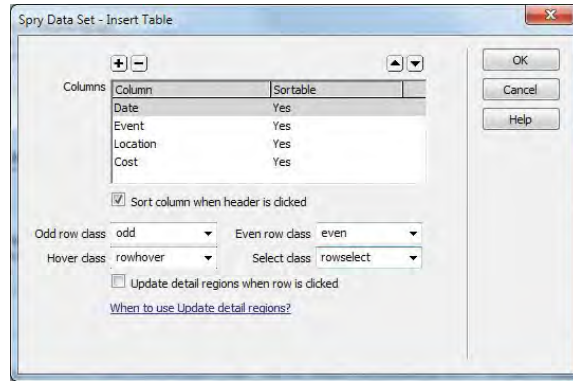 Spry Data Set - Insert Table
OK
Columns
Column Sortable
Cancel
Date Yes
Event Yes
Help
Location Yes
Cost Yes
Sort column when header is clicked
Odd row class odd Even row class even
Hover class rowhover Select class rowselect
Update detail regions when row is clicked
When to use Update detail regions?